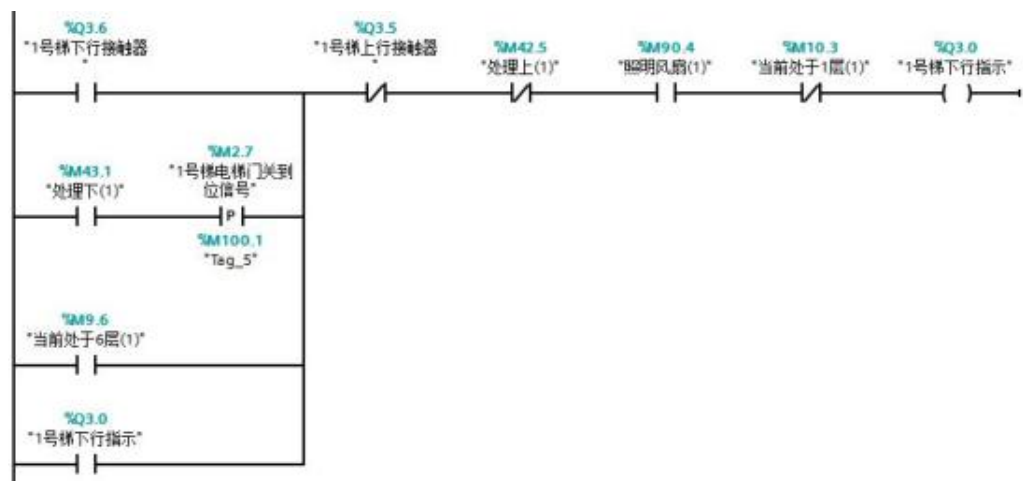 %Q3.6
"1号梯下行接触器
"
%Q3.5
"1号梯上行接触器
"
%M42.5
"处理上(1)"
%M90.4
"照明风扇(1)"
%M10.3
"当前处于1层(1)"
%Q3.0
"1号梯下行指示"
%M43.1
"处理下(1)"
%M2.7
"1号梯电梯门关到
位信号"
P
%M100.1
"Tag_5"
%M9.6
"当前处于6层(1)"
%Q3.0
"1号梯下行指示"